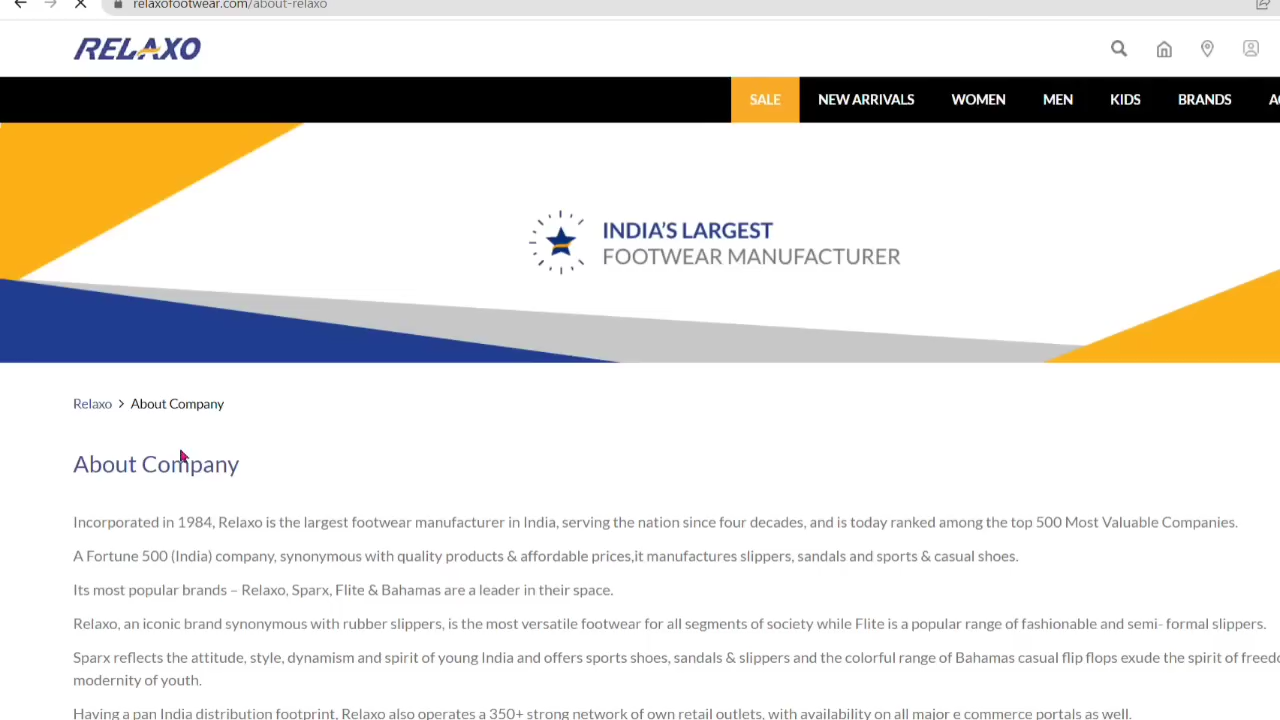 relaxofootwear.com/about-relaxo
RELAXO
SALE NEW ARRIVALS WOMEN MEN KIDS BRANDS
INDIA'S LARGEST
FOOTWEAR MANUFACTURER
Relaxo > About Company
About Company
Incorporated in 1984, Relaxo is the largest footwear manufacturer in India, serving the nation since four decades, and is today ranked among the top 500 Most Valuable Companies.
A Fortune 500 (India) company, synonymous with quality products & affordable prices,it manufactures slippers, sandals and sports & casual shoes.
Its most popular brands – Relaxo, Sparx, Flite & Bahamas are a leader in their space.
Relaxo, an iconic brand synonymous with rubber slippers, is the most versatile footwear for all segments of society while Flite is a popular range of fashionable and semi- formal slippers.
Sparx reflects the attitude, style, dynamism and spirit of young India and offers sports shoes, sandals & slippers and the colorful range of Bahamas casual flip flops exude the spirit of
modernity of youth.
Having a pan India distribution footprint, Relaxo also operates a 350+ strong network of own retail outlets, with availability on all major e commerce portals as well.